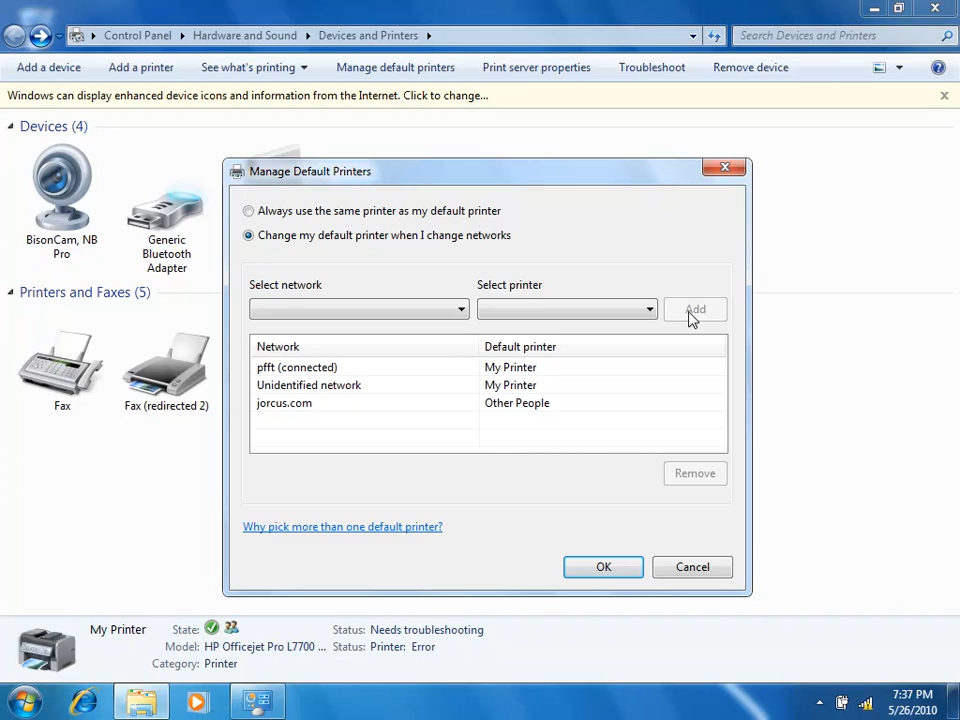 Control Panel Hardware and Sound Devices and Printers Search Devices and Printers
Add a device Add a printer See what's printing Manage default printers Print server properties Troubleshoot Remove device
Windows can display enhanced device icons and information from the Internet. Click to change...
Devices (4)
BisonCam, NB
Pro
Generic
Bluetooth
Adapter
Printers and Faxes (5)
Fax
Fax (redirected 2)
Manage Default Printers
Always use the same printer as my default printer
Change my default printer when I change networks
Select network Select printer
Add
Network Default printer
pfft (connected) My Printer
Unidentified network My Printer
jorcus.com Other People
Remove
Why pick more than one default printer?
OK Cancel
My Printer State: Status: Needs troubleshooting
Model: HP Officejet Pro L7700 ... Status: Printer: Error
Category: Printer
7:37 PM
5/26/2010